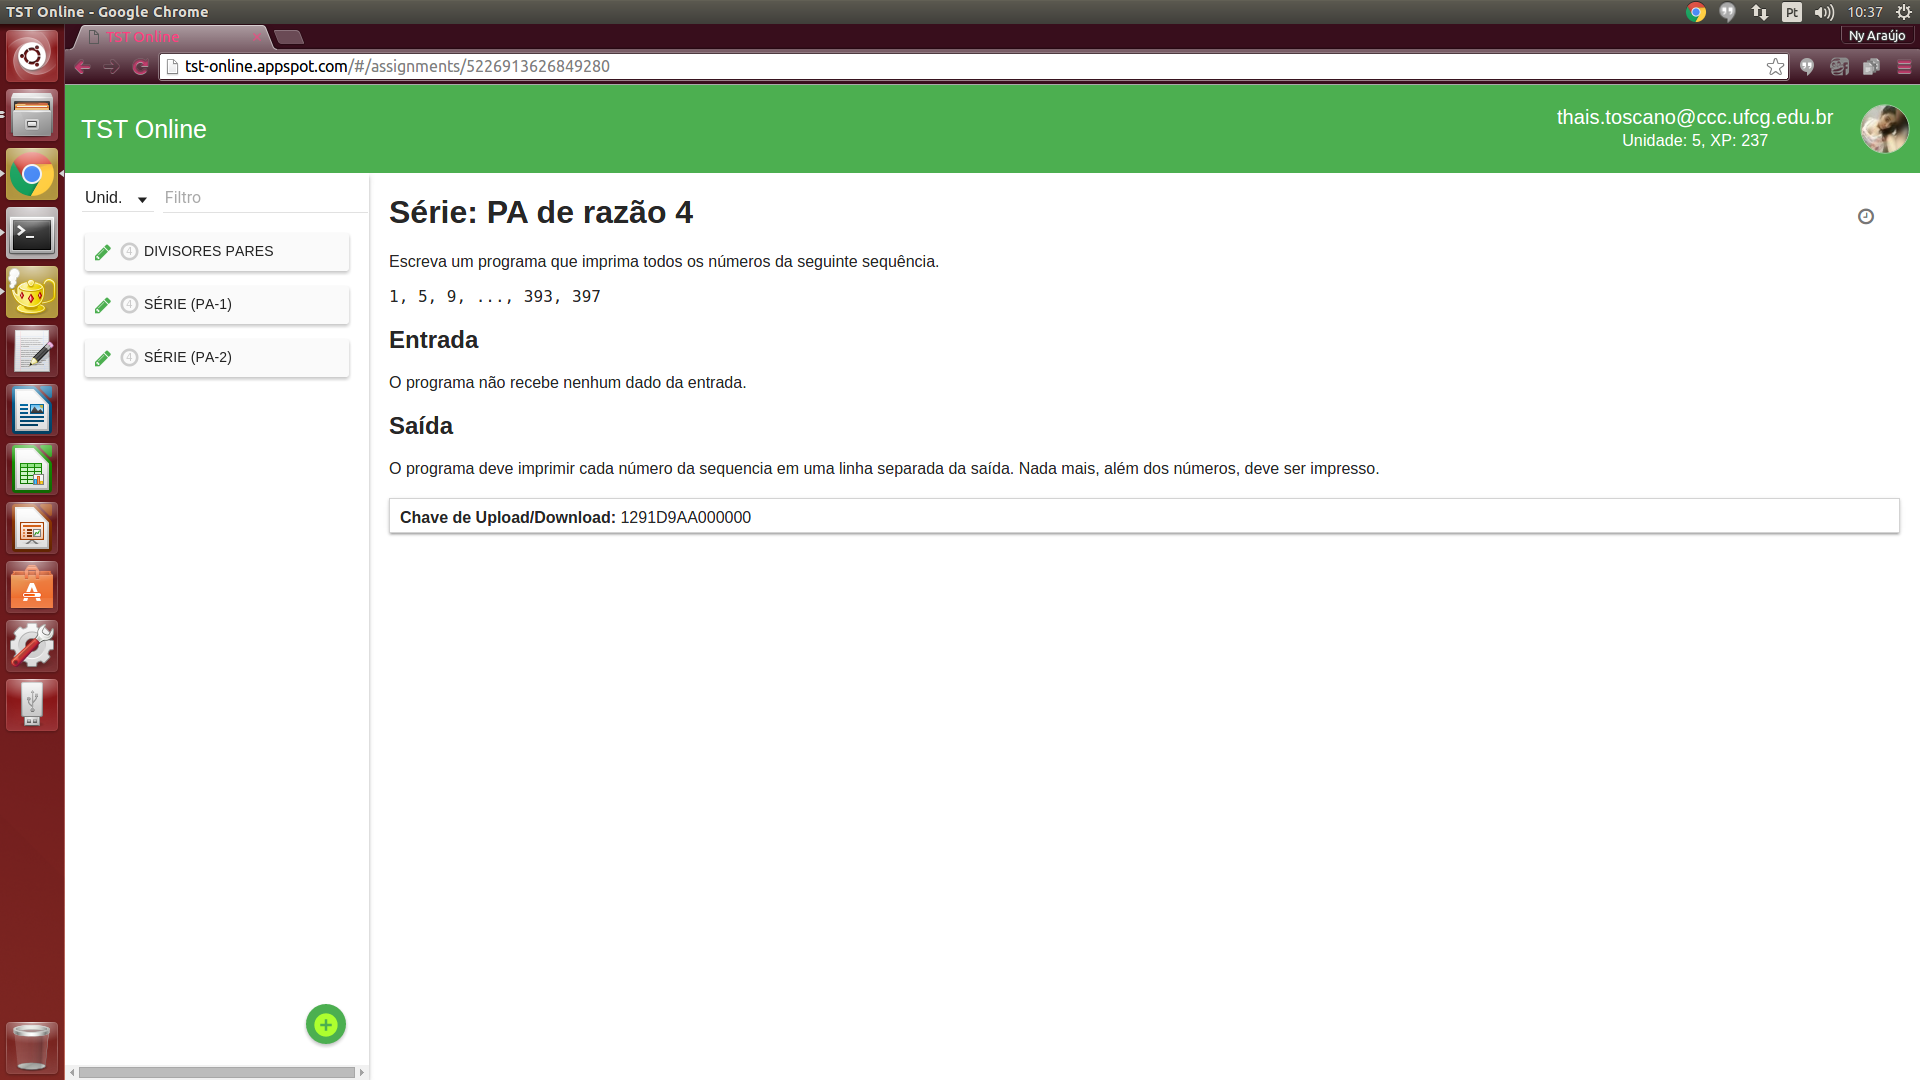 TST Online - Google Chrome
Pt
10:37
TST Online
Ny Araújo
tst-online.appspot.com/#/assignments/5226913626849280
TST Online
thais.toscano@ccc.ufcg.edu.br
Unidade: 5, XP: 237
Unid.
Filtro
4 DIVISORES PARES
4 SÉRIE (PA-1)
4 SÉRIE (PA-2)
Série: PA de razão 4
Escreva um programa que imprima todos os números da seguinte sequência.
1, 5, 9, ..., 393, 397
Entrada
O programa não recebe nenhum dado da entrada.
Saída
O programa deve imprimir cada número da sequencia em uma linha separada da saída. Nada mais, além dos números, deve ser impresso.
Chave de Upload/Download: 1291D9AA000000